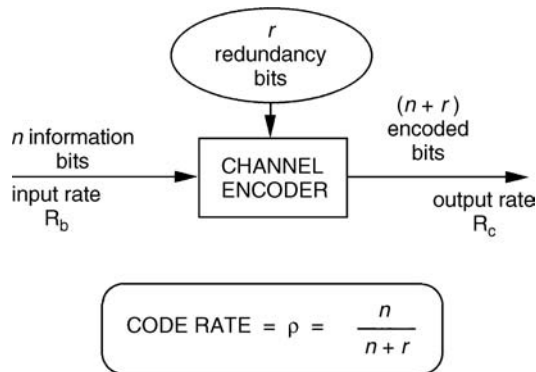 r
redundancy
bits
n information
bits
input rate
R_b
CHANNEL
ENCODER
(n + r)
encoded
bits
output rate
R_c
CODE RATE = ρ = n
n + r